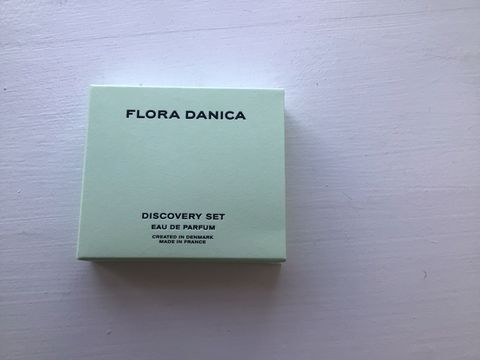 FLORA DANICA
DISCOVERY SET
EAU DE PARFUM
CREATED IN DENMARK
MADE IN FRANCE